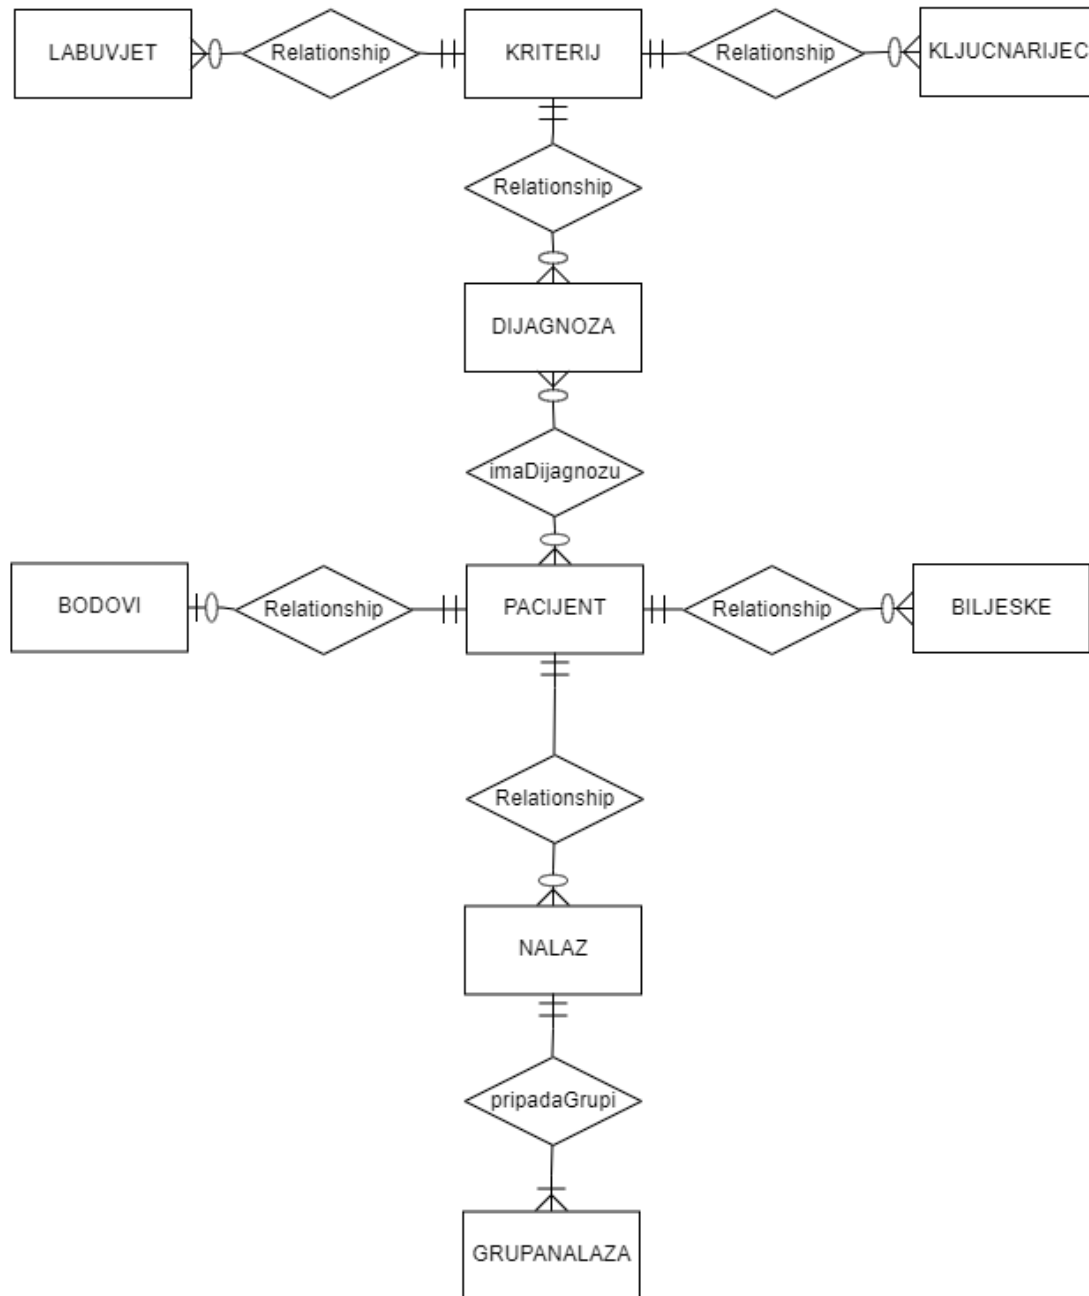 LABUVJET
Relationship
KRITERIJ
Relationship
KLJUCNARIJEC
Relationship
DIJAGNOZA
imaDijagnozu
BODOVI
Relationship
PACIJENT
Relationship
BILJESKE
Relationship
NALAZ
pripadaGrupi
GRUPANALAZA